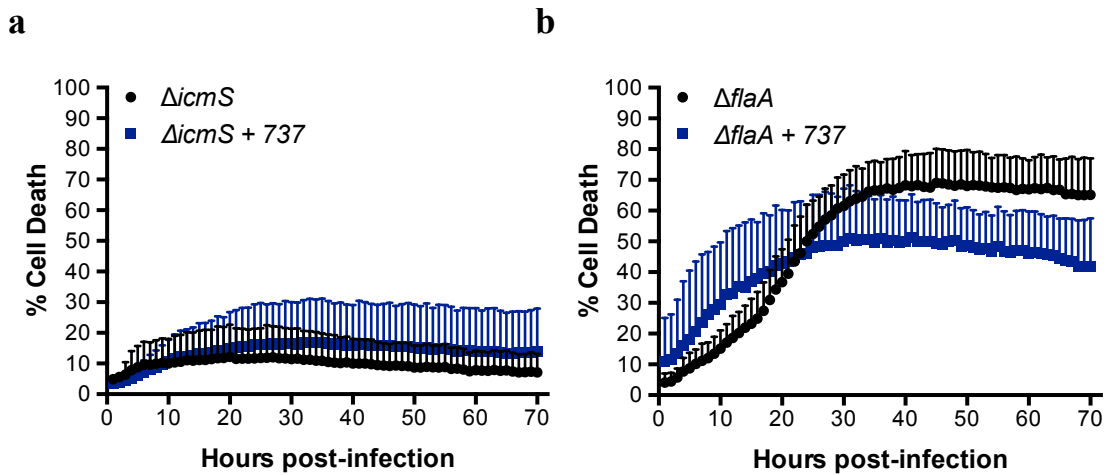 a
b
ΔicmS
ΔicmS + 737
100
90
80
70
60
50
40
30
20
10
0
% Cell Death
0 10 20 30 40 50 60 70
Hours post-infection
ΔflaA
ΔflaA + 737
100
90
80
70
60
50
40
30
20
10
0
% Cell Death
0 10 20 30 40 50 60 70
Hours post-infection